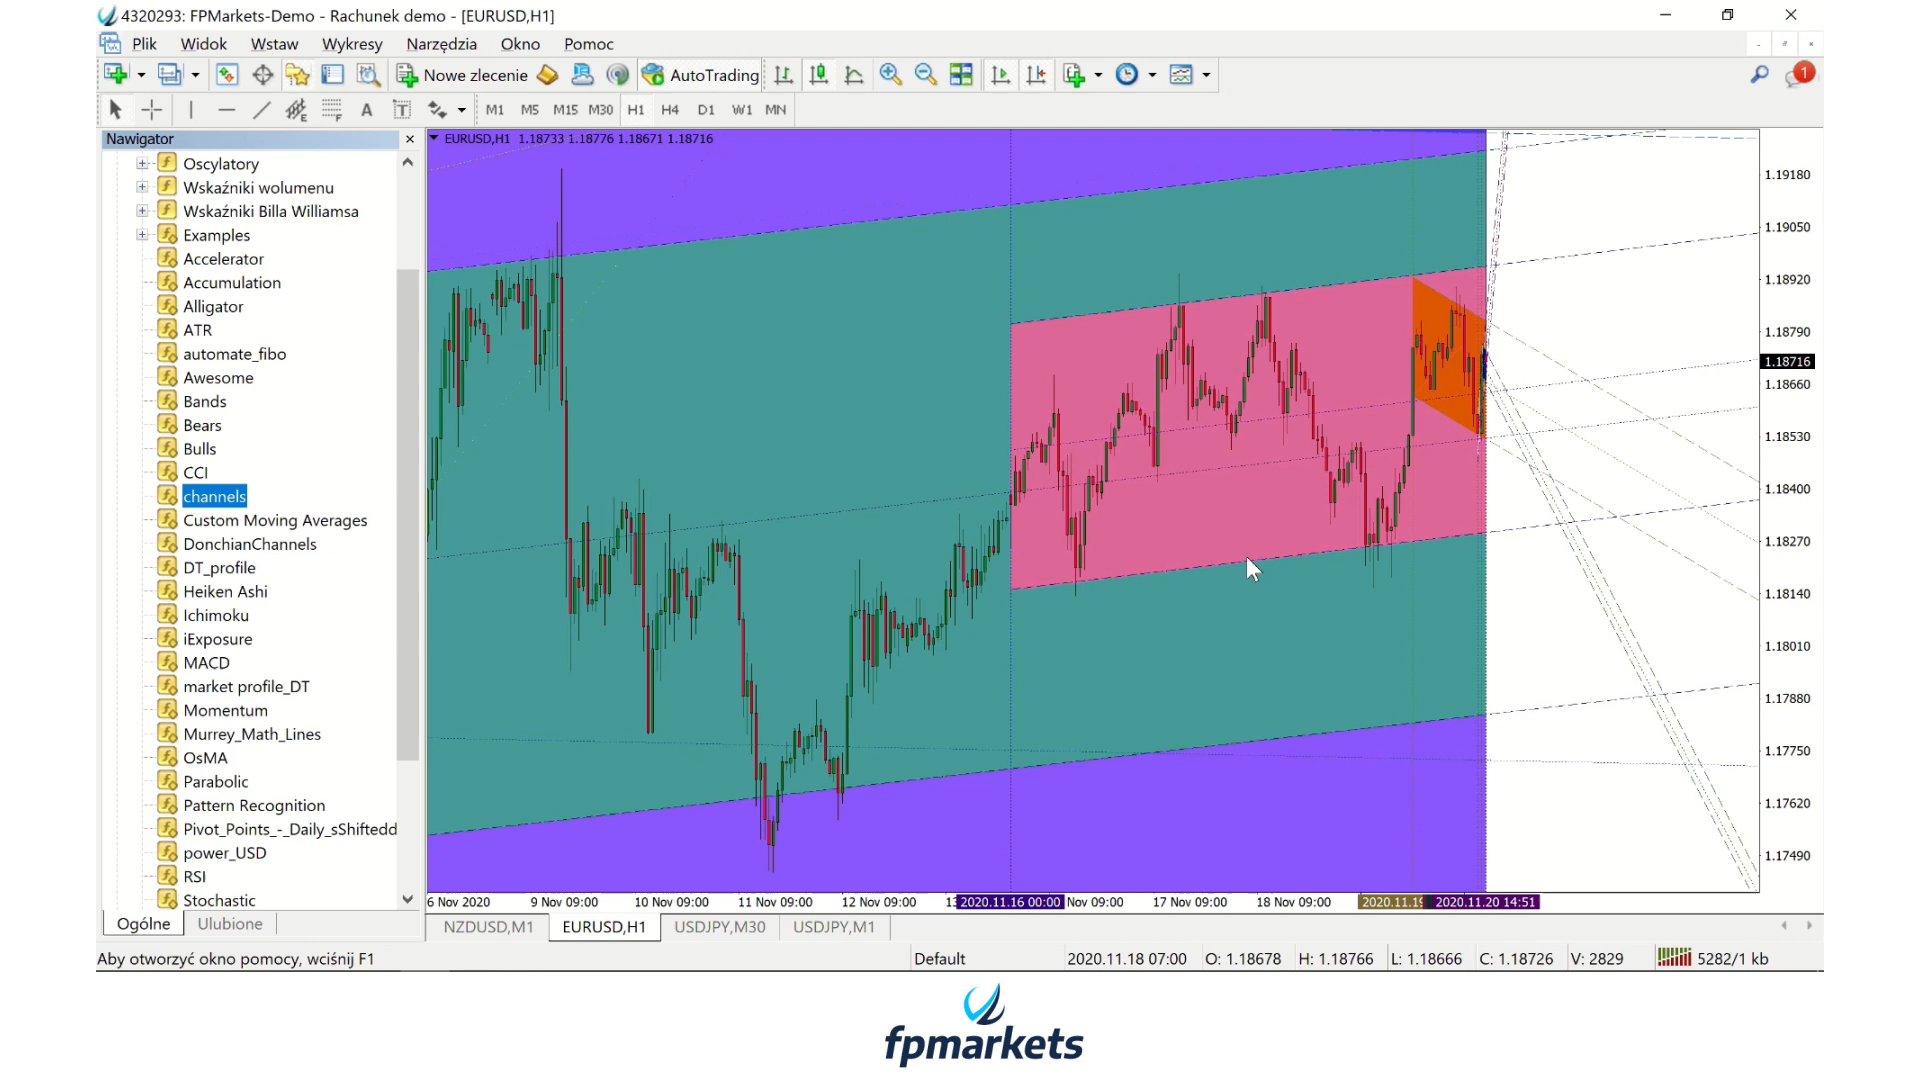 4320293: FPMarkets-Demo - Rachunek demo - [EURUSD,H1]
Plik Widok Wstaw Wykresy Narzędzia Okno Pomoc
Nowe zlecenie AutoTrading 1
E F A T M1 M5 M15 M30 H1 H4 D1 W1 MN
Nawigator
EURUSD,H1 1.18733 1.18776 1.18671 1.18716
Oscylatory
Wskaźniki wolumenu
Wskaźniki Billa Williamsa
Examples
Accelerator
Accumulation
Alligator
ATR
automate_fibo
Awesome
Bands
Bears
Bulls
CCI
channels
Custom Moving Averages
DonchianChannels
DT_profile
Heiken Ashi
Ichimoku
iExposure
MACD
market profile_DT
Momentum
Murrey_Math_Lines
OsMA
Parabolic
Pattern Recognition
Pivot_Points_-_Daily_sShiftedd
power_USD
RSI
Stochastic
Ogólne Ulubione
1.19180
1.19050
1.18920
1.18790
1.18716
1.18660
1.18530
1.18400
1.18270
1.18140
1.18010
1.17880
1.17750
1.17620
1.17490
6 Nov 2020 9 Nov 09:00 10 Nov 09:00 11 Nov 09:00 12 Nov 09:00 13 2020.11.16 00:00 Nov 09:00 17 Nov 09:00 18 Nov 09:00 2020.11.19 2020.11.20 14:51
NZDUSD,M1 EURUSD,H1 USDJPY,M30 USDJPY,M1
Aby otworzyć okno pomocy, wciśnij F1 Default 2020.11.18 07:00 O: 1.18678 H: 1.18766 L: 1.18666 C: 1.18726 V: 2829 5282/1 kb
fpmarkets